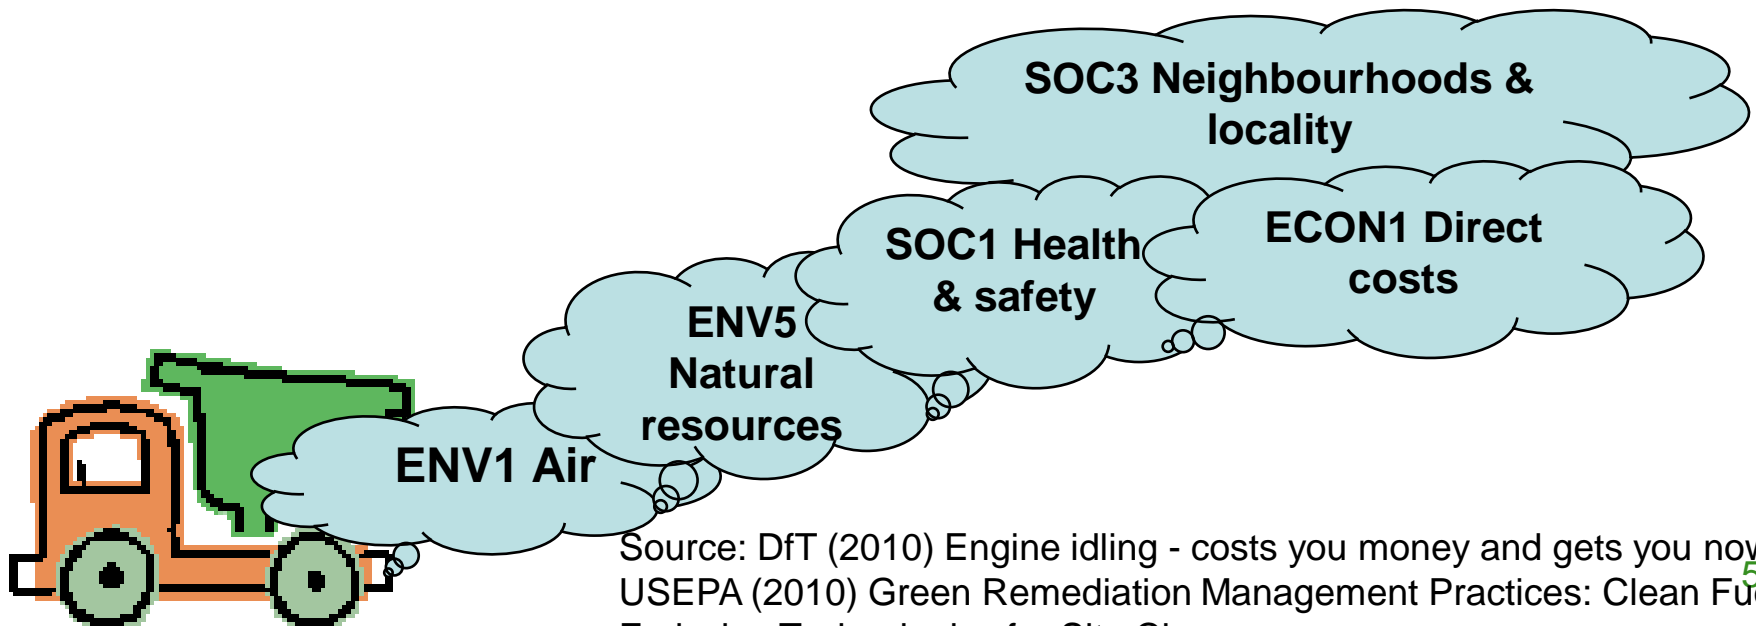 SOC3 Neighbourhoods &
locality
SOC1 Health
& safety
ECON1 Direct
costs
ENV5
Natural
resources
ENV1 Air
Source: DfT (2010) Engine idling - costs you money and gets you
5
USEPA (2010) Green Remediation Management Practices: Clean